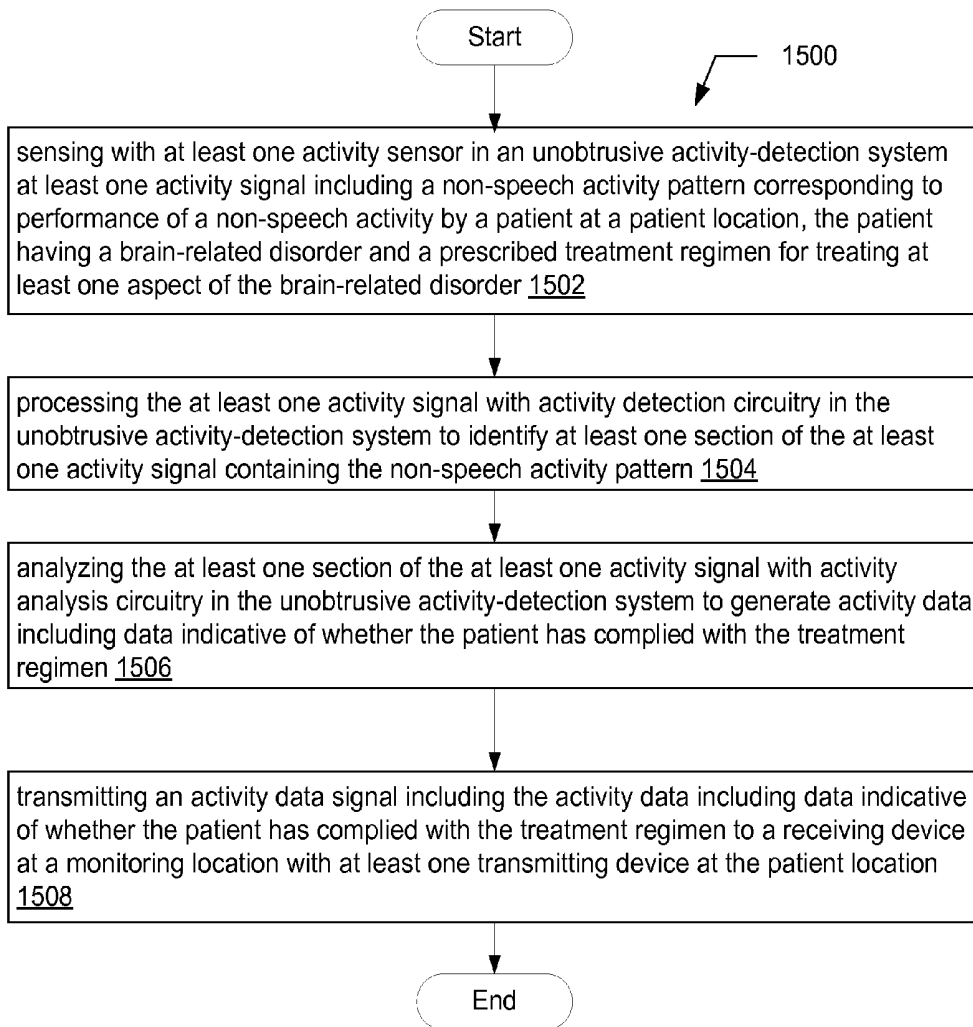 Start
1500
sensing with at least one activity sensor in an unobtrusive activity-detection system
at least one activity signal including a non-speech activity pattern corresponding to
performance of a non-speech activity by a patient at a patient location, the patient
having a brain-related disorder and a prescribed treatment regimen for treating at
least one aspect of the brain-related disorder 1502
processing the at least one activity signal with activity detection circuitry in the
unobtrusive activity-detection system to identify at least one section of the at least
one activity signal containing the non-speech activity pattern 1504
analyzing the at least one section of the at least one activity signal with activity
analysis circuitry in the unobtrusive activity-detection system to generate activity data
including data indicative of whether the patient has complied with the treatment
regimen 1506
transmitting an activity data signal including the activity data including data indicative
of whether the patient has complied with the treatment regimen to a receiving device
at a monitoring location with at least one transmitting device at the patient location
1508
End